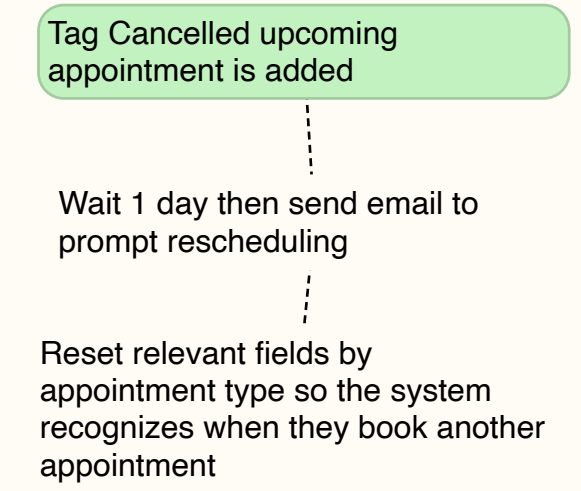 Tag Cancelled upcoming
appointment is added
Wait 1 day then send email to
prompt rescheduling
Reset relevant fields by
appointment type so the system
recognizes when they book another
appointment